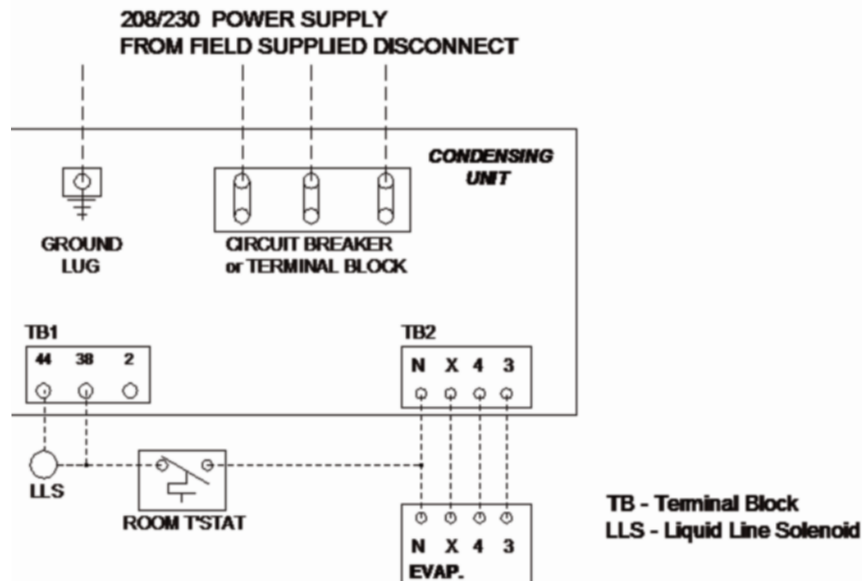 208/230 POWER SUPPLY
FROM FIELD SUPPLIED DISCONNECT
CONDENSING
UNIT
GROUND
LUG
CIRCUIT BREAKER
or TERMINAL BLOCK
TB1
44 38 2
TB2
N X 4 3
LLS
ROOM T'STAT
N X 4 3
EVAP.
TB - Terminal Block
LLS - Liquid Line Solenoid